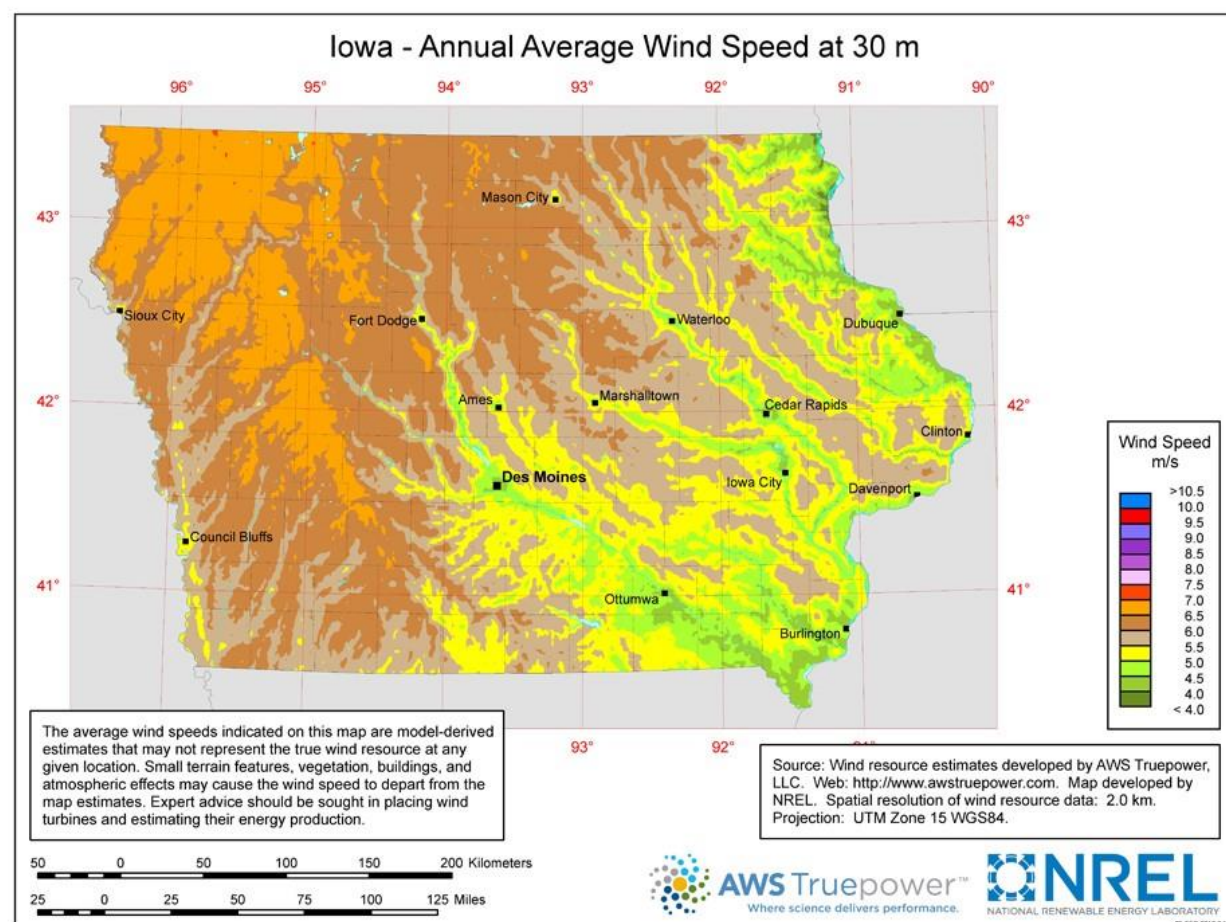 Iowa - Annual Average Wind Speed at 30 m
96° 95° 94° 93° 92° 91° 90°
Mason City
43° 43°
Sioux City
Fort Dodge
Waterloo
Dubuque
42° 42°
Ames
Marshalltown
Cedar Rapids
Clinton
Des Moines
Iowa City
Davenport
Council Bluffs
41° 41°
Ottumwa
Burlington
93° 92° 91°
Wind Speed
m/s
>10.5
10.0
9.5
9.0
8.5
8.0
7.5
7.0
6.5
6.0
5.5
5.0
4.5
4.0
< 4.0
The average wind speeds indicated on this map are model-derived
estimates that may not represent the true wind resource at any
given location. Small terrain features, vegetation, buildings, and
atmospheric effects may cause the wind speed to depart from the
map estimates. Expert advice should be sought in placing wind
turbines and estimating their energy production.
Source: Wind resource estimates developed by AWS Truepower,
LLC. Web: http://www.awstruepower.com. Map developed by
NREL. Spatial resolution of wind resource data: 2.0 km.
Projection: UTM Zone 15 WGS84.
50 0 50 100 150 200 Kilometers
25 0 25 50 75 100 125 Miles
AWS Truepower™
Where science delivers performance.
NREL
NATIONAL RENEWABLE ENERGY LABORATORY